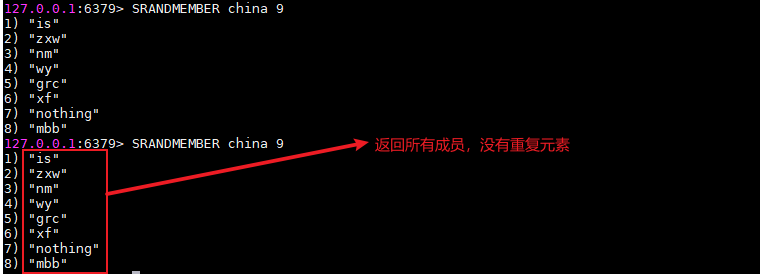 127.0.0.1:6379> SRANDMEMBER china 9
1) "is"
2) "zxw"
3) "nm"
4) "wy"
5) "grc"
6) "xf"
7) "nothing"
8) "mbb"
127.0.0.1:6379> SRANDMEMBER china 9
返回所有成员，没有重复元素
1) "is"
2) "zxw"
3) "nm"
4) "wy"
5) "grc"
6) "xf"
7) "nothing"
8) "mbb"